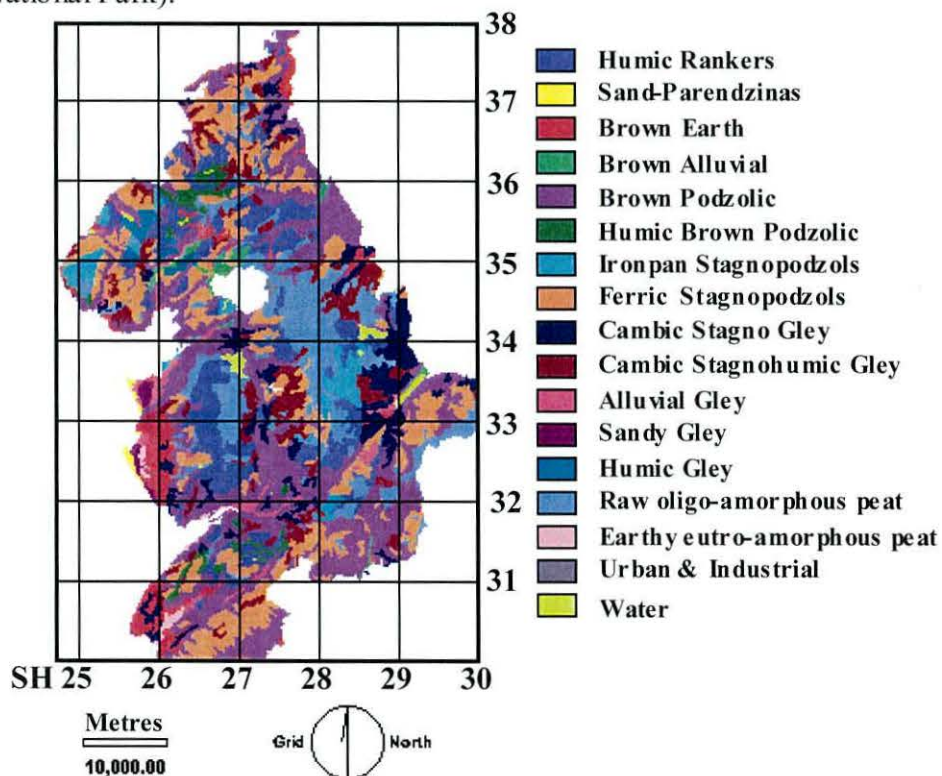 National Park).
38
37
36
35
34
33
32
31
SH 25 26 27 28 29 30
Humic Rankers
Sand-Parendzinas
Brown Earth
Brown Alluvial
Brown Podzolic
Humic Brown Podzolic
Ironpan Stagnopodzols
Ferric Stagnopodzols
Cambic Stagno Gley
Cambic Stagnohumic Gley
Alluvial Gley
Sandy Gley
Humic Gley
Raw oligo-amorphous peat
Earthy eutro-amorphous peat
Urban & Industrial
Water
Metres
10,000.00
Grid North